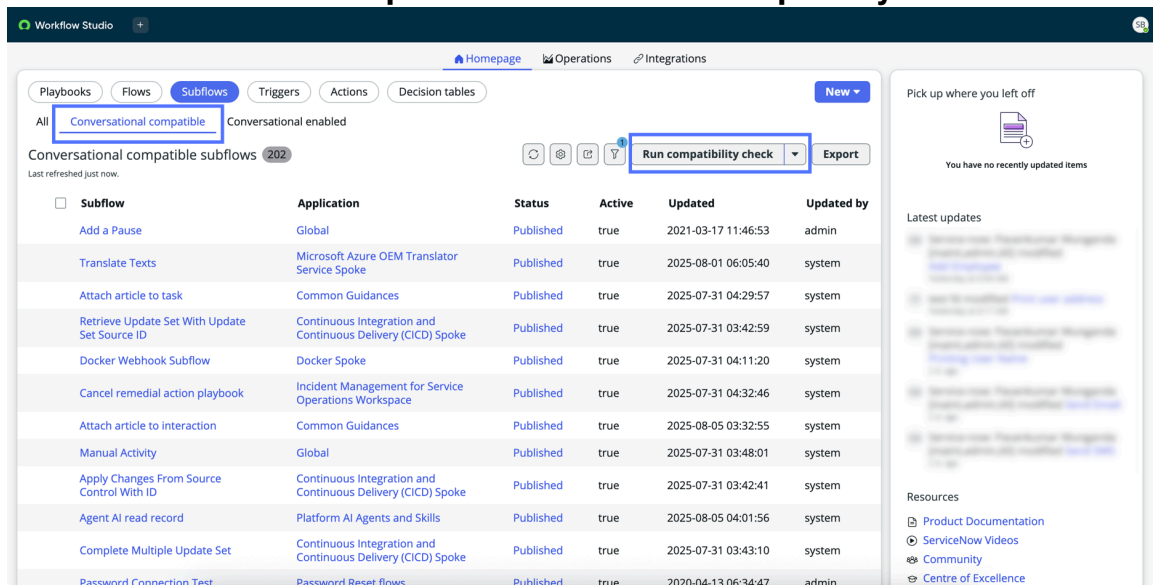 Workflow Studio +
SB
Homepage Operations Integrations
Playbooks Flows Subflows Triggers Actions Decision tables New
All Conversational compatible Conversational enabled
Conversational compatible subflows 202
Last refreshed just now.
1 Run compatibility check Export
Subflow Application Status Active Updated Updated by
Add a Pause Global Published true 2021-03-17 11:46:53 admin
Translate Texts Microsoft Azure OEM Translator Service Spoke Published true 2025-08-01 06:05:40 system
Attach article to task Common Guidances Published true 2025-07-31 04:29:57 system
Retrieve Update Set With Update Set Source ID Continuous Integration and Continuous Delivery (CICD) Spoke Published true 2025-07-31 03:42:59 system
Docker Webhook Subflow Docker Spoke Published true 2025-07-31 04:11:20 system
Cancel remedial action playbook Incident Management for Service Operations Workspace Published true 2025-07-31 04:32:46 system
Attach article to interaction Common Guidances Published true 2025-08-05 03:32:55 system
Manual Activity Global Published true 2025-07-31 03:48:01 system
Apply Changes From Source Control With ID Continuous Integration and Continuous Delivery (CICD) Spoke Published true 2025-07-31 03:42:41 system
Agent AI read record Platform AI Agents and Skills Published true 2025-08-05 04:01:56 system
Complete Multiple Update Set Continuous Integration and Continuous Delivery (CICD) Spoke Published true 2025-07-31 03:43:10 system
Password Connection Test Password Reset flows Published true 2020-04-13 06:34:47 admin
Pick up where you left off
You have no recently updated items
Latest updates
Resources
Product Documentation
ServiceNow Videos
Community
Centre of Excellence